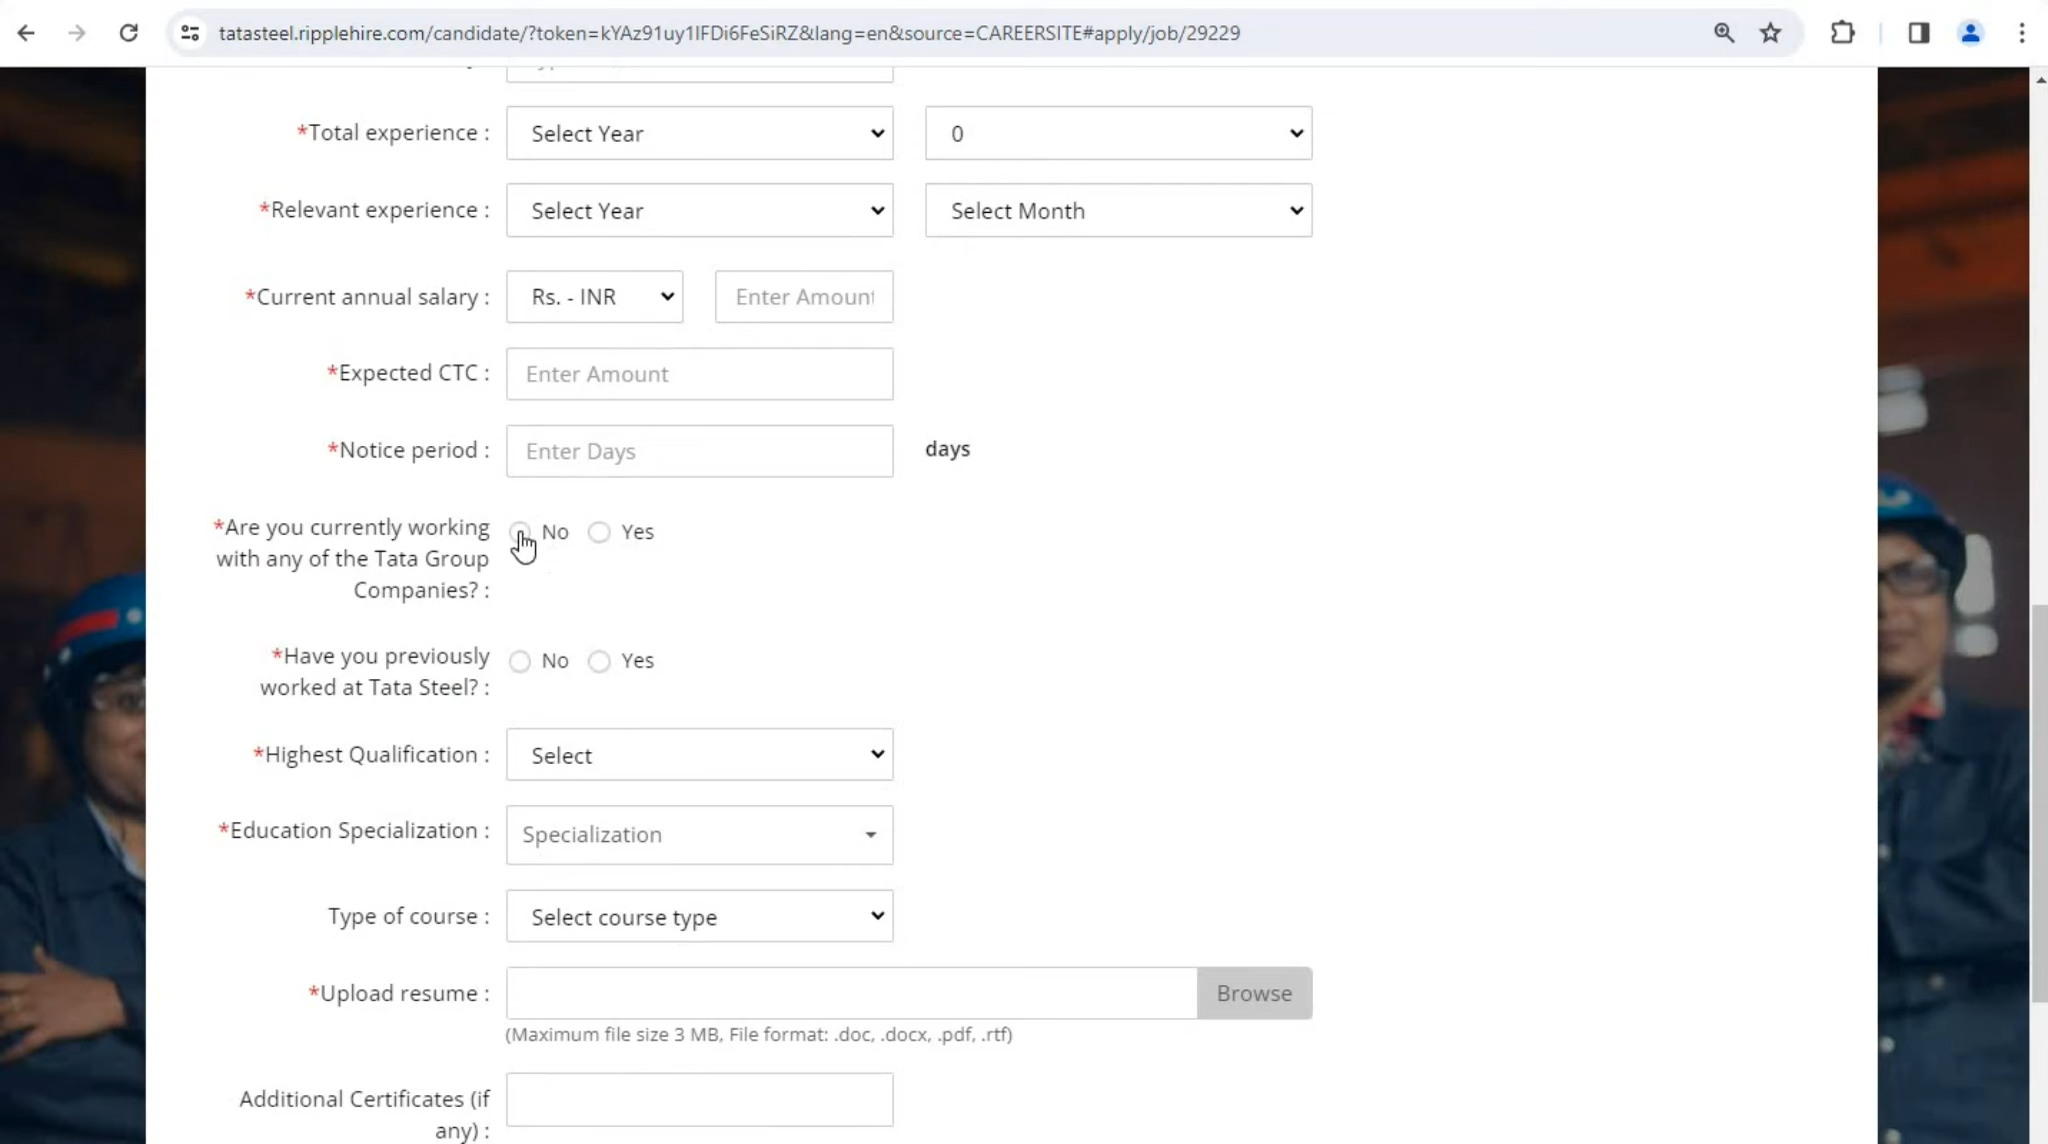 tatasteel.ripplehire.com/candidate/?token=kYAz91uy1IFDi6FeSiRZ&lang=en&source=CAREERSITE#apply/job/29229
*Total experience : Select Year 0
*Relevant experience : Select Year Select Month
*Current annual salary : Rs. - INR Enter Amount
*Expected CTC : Enter Amount
*Notice period : Enter Days days
*Are you currently working No Yes
with any of the Tata Group
Companies? :
*Have you previously No Yes
worked at Tata Steel? :
*Highest Qualification : Select
*Education Specialization : Specialization
Type of course : Select course type
*Upload resume : Browse
(Maximum file size 3 MB, File format: .doc, .docx, .pdf, .rtf)
Additional Certificates (if
any) :